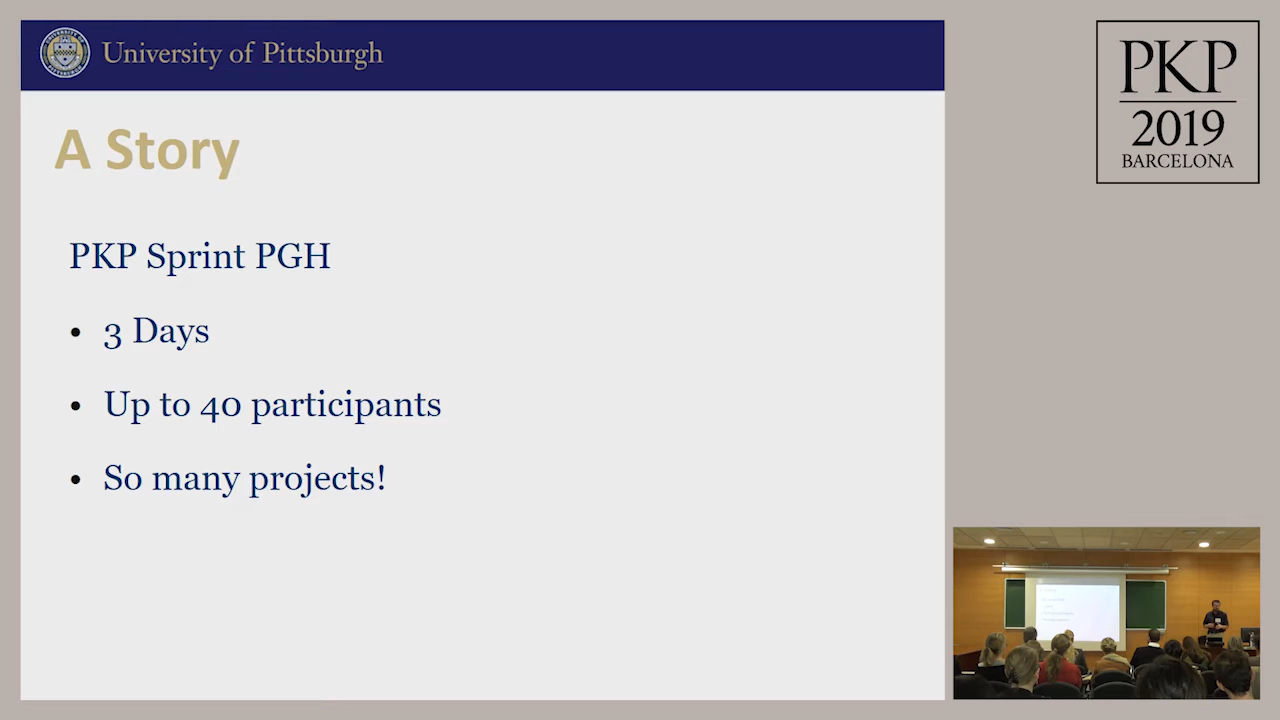 University of Pittsburgh
A Story
PKP Sprint PGH
• 3 Days
• Up to 40 participants
• So many projects!
PKP
2019
BARCELONA